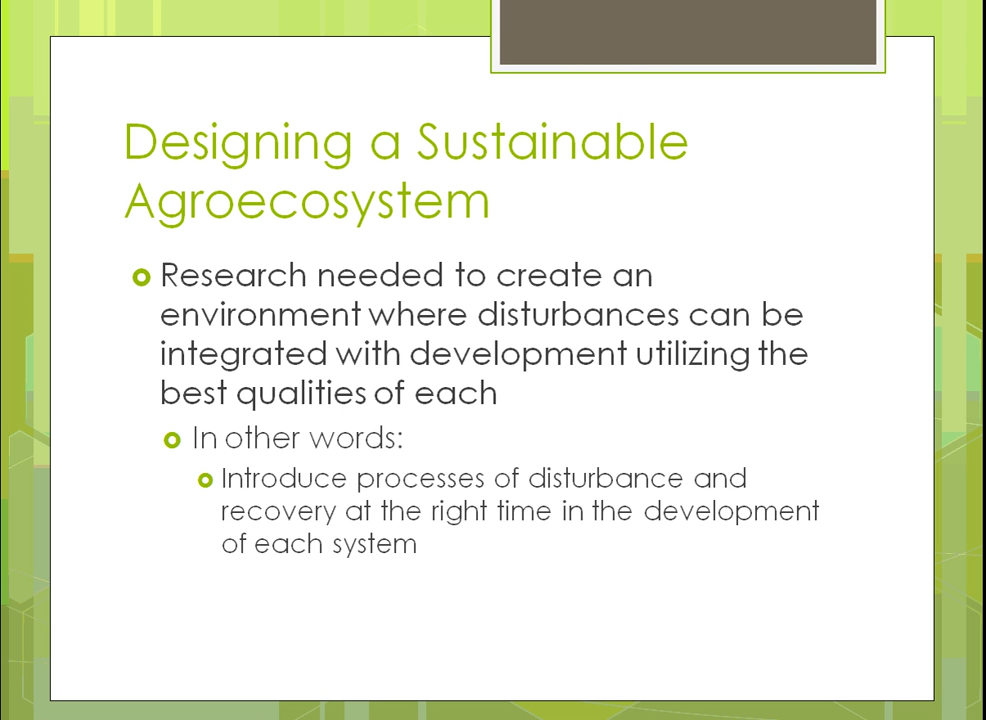 Designing a Sustainable
Agroecosystem
Research needed to create an
environment where disturbances can be
integrated with development utilizing the
best qualities of each
In other words:
Introduce processes of disturbance and
recovery at the right time in the development
of each system